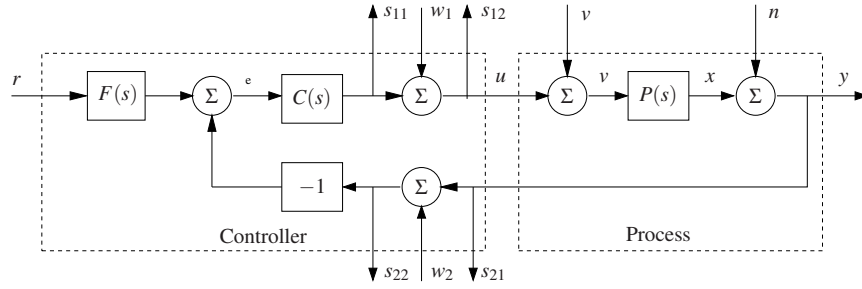 s₁₁ w₁ s₁₂ v n
r F(s) Σ e C(s) Σ u Σ v P(s) x Σ y
−1 Σ
Controller Process
s₂₂ w₂ s₂₁